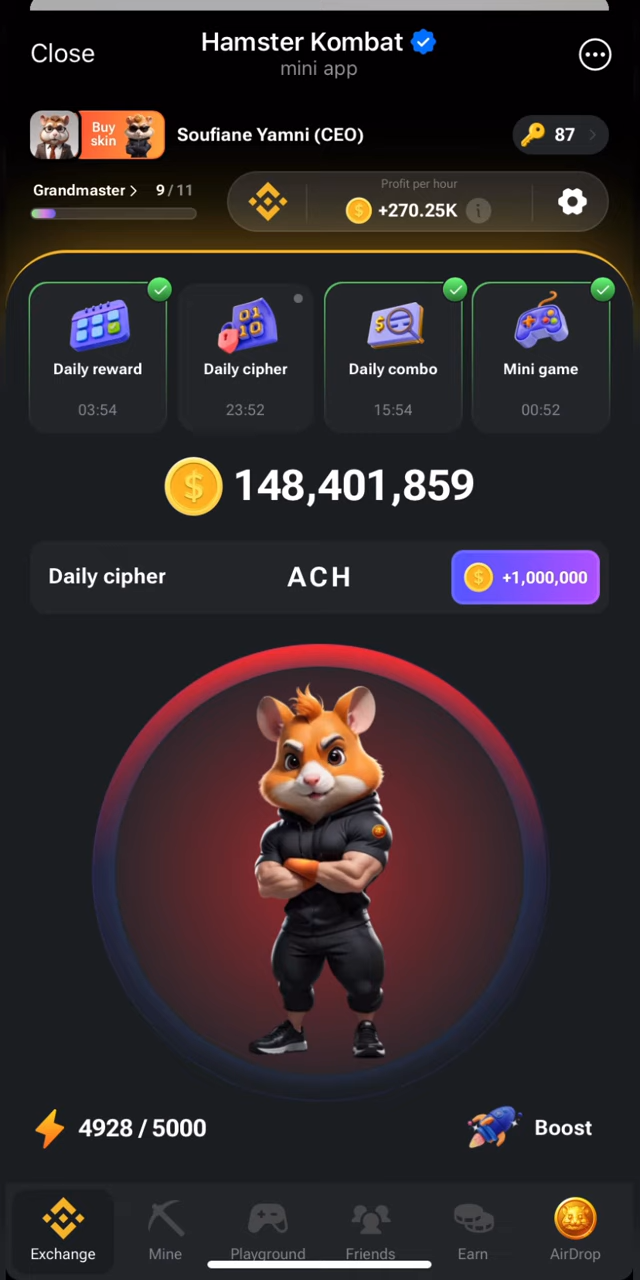 Close
Hamster Kombat
mini app
Buy
skin
Soufiane Yamni (CEO)
87
Grandmaster
9 / 11
Profit per hour
+270.25K
Daily reward
03:54
Daily cipher
23:52
Daily combo
15:54
Mini game
00:52
148,401,859
Daily cipher
ACH
+1,000,000
4928 / 5000
Boost
Exchange
Mine
Playground
Friends
Earn
AirDrop